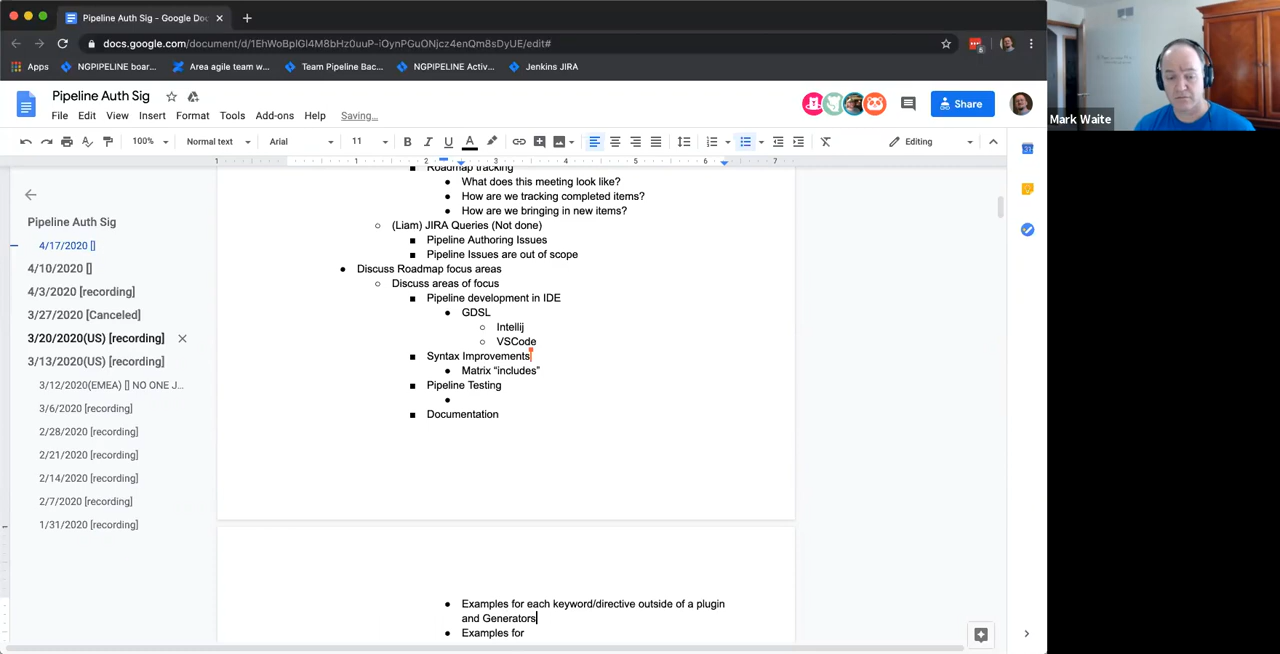 Pipeline Auth Sig - Google Doc
docs.google.com/document/d/1EhWoBplGl4M8bHz0uuP-iOynPGuONjcz4enQm8sDyUE/edit#
Apps NGPIPELINE boar... Area agile team w... Team Pipeline Bac... NGPIPELINE Activ... Jenkins JIRA
Pipeline Auth Sig
File Edit View Insert Format Tools Add-ons Help Saving...
Share
Mark Waite
100% Normal text Arial 11 B I U A Editing
1 1 2 3 4 5 6 7
Pipeline Auth Sig
4/17/2020 []
4/10/2020 []
4/3/2020 [recording]
3/27/2020 [Canceled]
3/20/2020(US) [recording]
3/13/2020(US) [recording]
3/12/2020(EMEA) [] NO ONE J...
3/6/2020 [recording]
2/28/2020 [recording]
2/21/2020 [recording]
2/14/2020 [recording]
2/7/2020 [recording]
1/31/2020 [recording]
Roadmap tracking
What does this meeting look like?
How are we tracking completed items?
How are we bringing in new items?
(Liam) JIRA Queries (Not done)
Pipeline Authoring Issues
Pipeline Issues are out of scope
Discuss Roadmap focus areas
Discuss areas of focus
Pipeline development in IDE
GDSL
Intellij
VSCode
Syntax Improvements
Matrix “includes”
Pipeline Testing
Documentation
Examples for each keyword/directive outside of a plugin
and Generators
Examples for